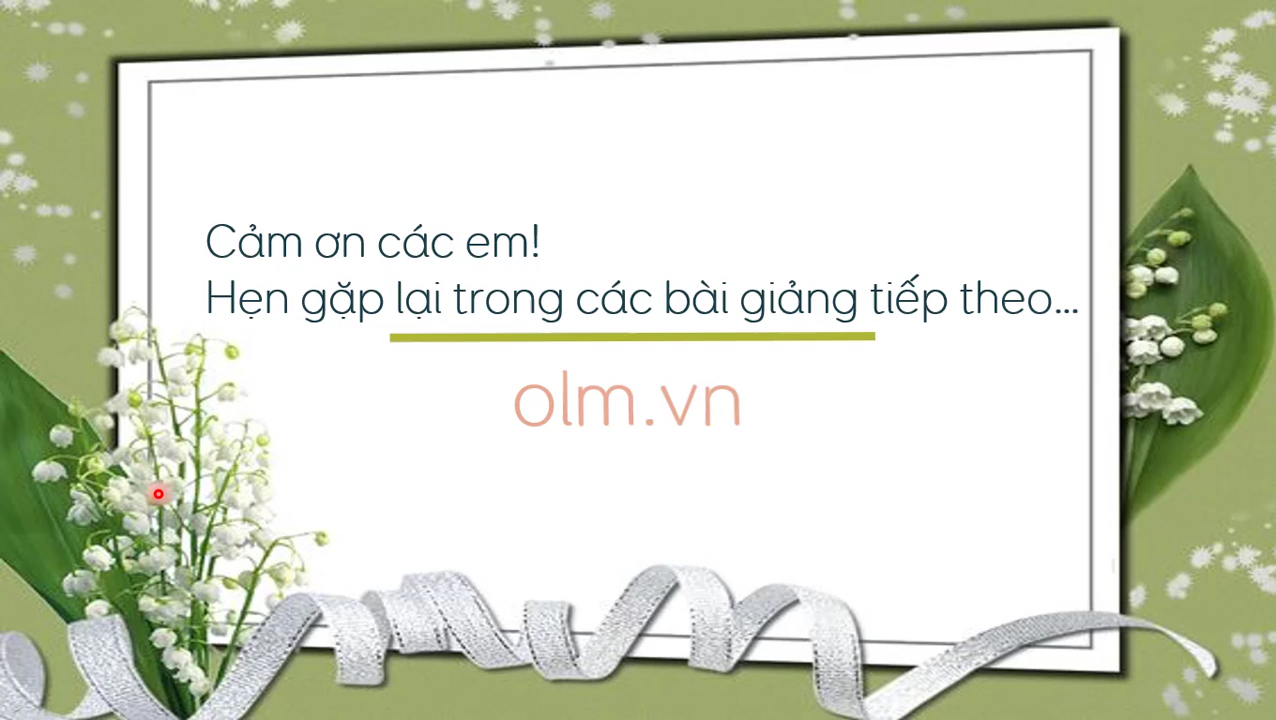 Cảm ơn các em!
Hẹn gặp lại trong các bài giảng tiếp theo...
olm.vn